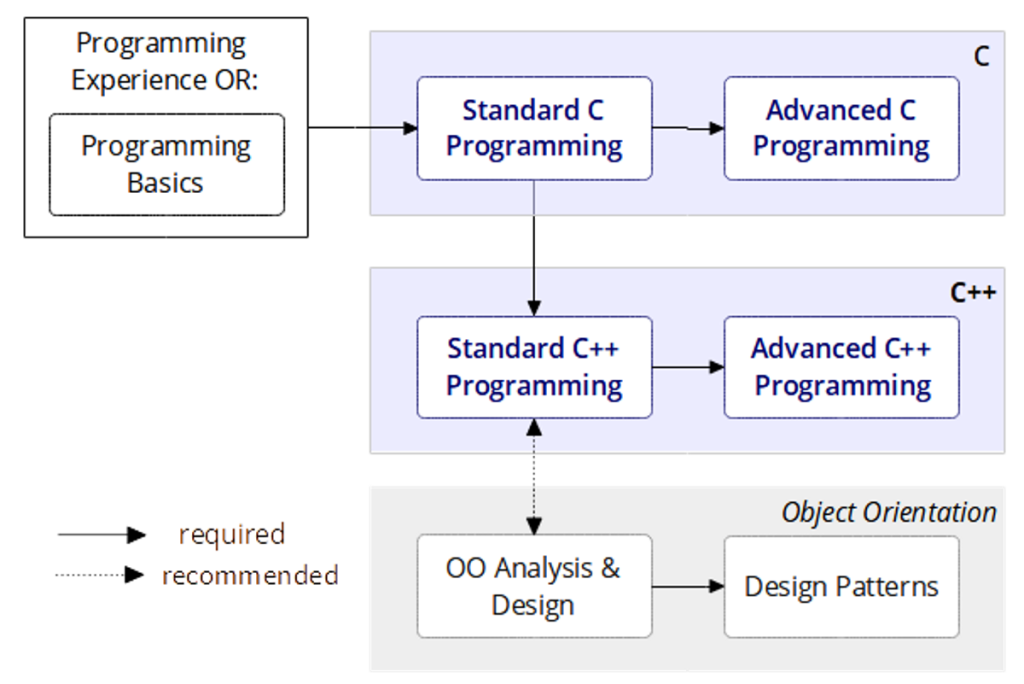 Programming
Experience OR:
Programming
Basics
C
Standard C
Programming
Advanced C
Programming
C++
Standard C++
Programming
Advanced C++
Programming
Object Orientation
OO Analysis &
Design
Design Patterns
required
recommended